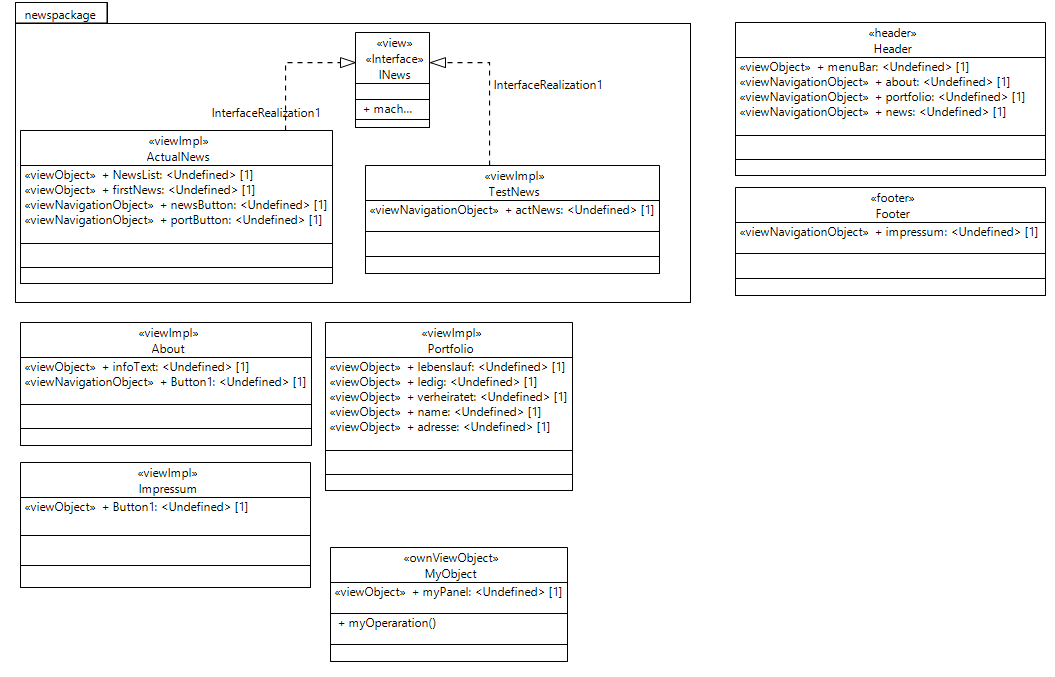 newspackage
«view»
«Interface»
INews
+ mach...
InterfaceRealization1
InterfaceRealization1
«viewImpl»
ActualNews
«viewObject» + NewsList: <Undefined> [1]
«viewObject» + firstNews: <Undefined> [1]
«viewNavigationObject» + newsButton: <Undefined> [1]
«viewNavigationObject» + portButton: <Undefined> [1]
«viewImpl»
TestNews
«viewNavigationObject» + actNews: <Undefined> [1]
«header»
Header
«viewObject» + menuBar: <Undefined> [1]
«viewNavigationObject» + about: <Undefined> [1]
«viewNavigationObject» + portfolio: <Undefined> [1]
«viewNavigationObject» + news: <Undefined> [1]
«footer»
Footer
«viewNavigationObject» + impressum: <Undefined> [1]
«viewImpl»
About
«viewObject» + infoText: <Undefined> [1]
«viewNavigationObject» + Button1: <Undefined> [1]
«viewImpl»
Portfolio
«viewObject» + lebenslauf: <Undefined> [1]
«viewObject» + ledig: <Undefined> [1]
«viewObject» + verheiratet: <Undefined> [1]
«viewObject» + name: <Undefined> [1]
«viewObject» + adresse: <Undefined> [1]
«viewImpl»
Impressum
«viewObject» + Button1: <Undefined> [1]
«ownViewObject»
MyObject
«viewObject» + myPanel: <Undefined> [1]
+ myOperaration()